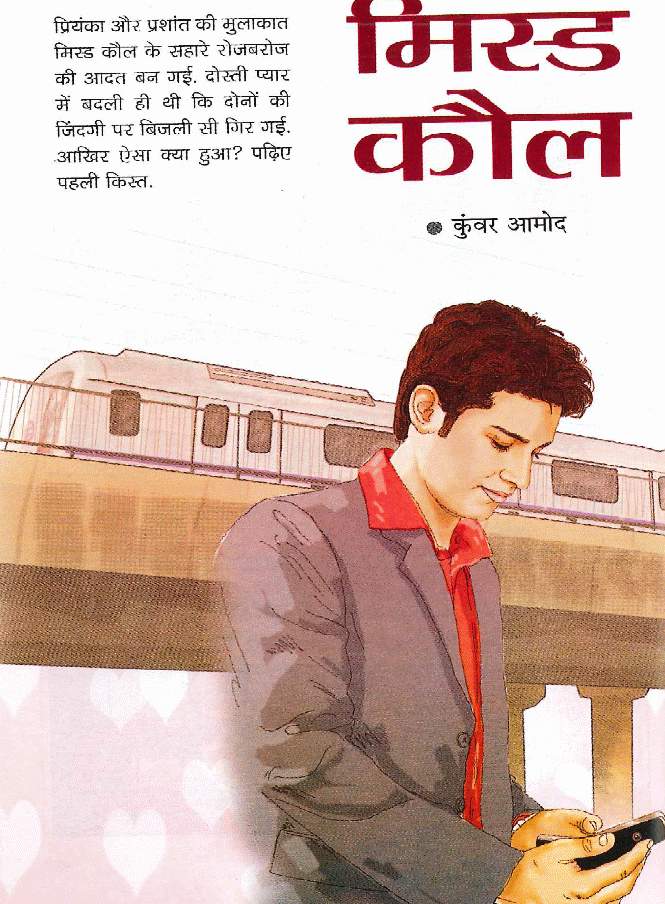 प्रियंका और प्रशांत की मुलाकात
मिस्ड कौल के सहारे रोजबरोज
की आदत बन गई. दोस्ती प्यार
में बदली ही थी कि दोनों की
जिंदगी पर बिजली सी गिर गई.
आखिर ऐसा क्या हुआ? पढ़िए
पहली किस्त.
मिस्ड
कौल
● कुंवर आमोद